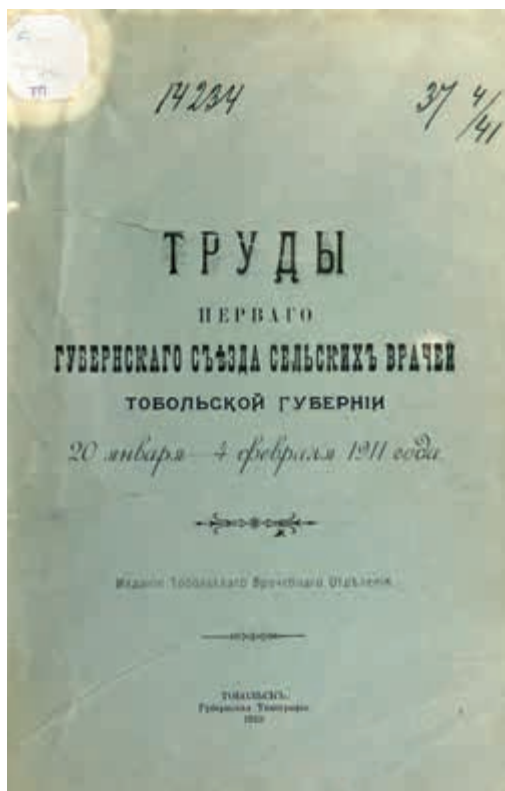 14234
37 4/41
ТРУДЫ
ПЕРВАГО
ГУБЕРНСКАГО СЪѢЗДА СЕЛЬСКИХЪ ВРАЧЕЙ
ТОБОЛЬСКОЙ ГУБЕРНІИ
20 января—4 февраля 1911 года.
Изданіе Тобольскаго Врачебнаго Отдѣленія.
ТОБОЛЬСКЪ.
Губернская Типографія.